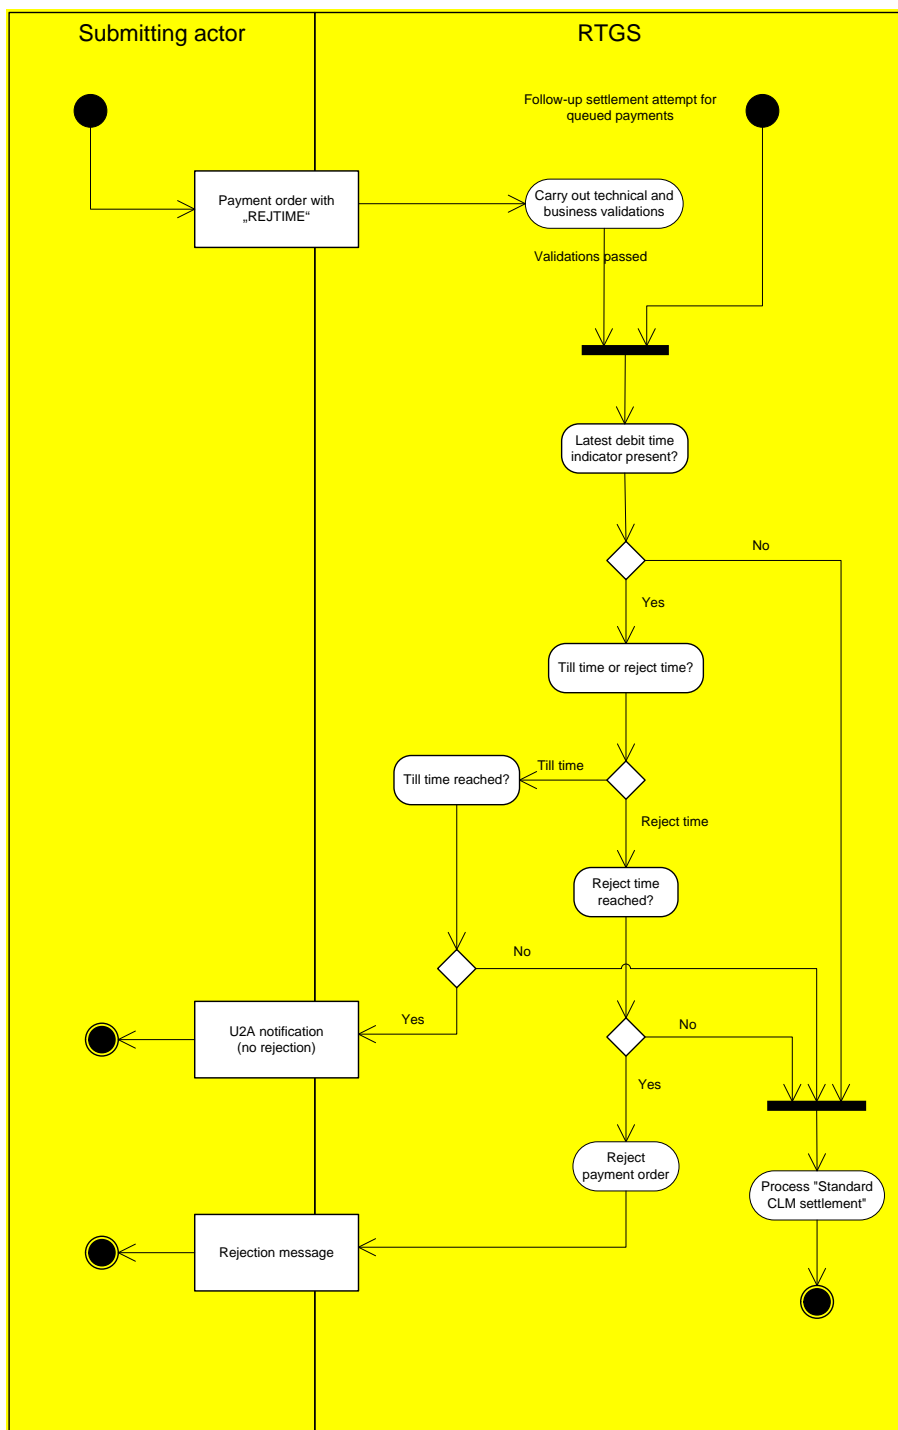 Submitting actor
RTGS
Follow-up settlement attempt for
queued payments
Payment order with
„REJTIME“
Carry out technical and
business validations
Validations passed
Latest debit time
indicator present?
No
Yes
Till time or reject time?
Till time reached?
Till time
Reject time
Reject time
reached?
No
U2A notification
(no rejection)
Yes
No
Yes
Reject
payment order
Process "Standard
CLM settlement"
Rejection message